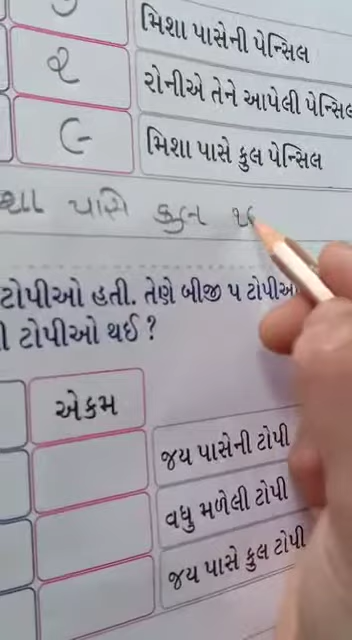 મિશા પાસેની પેન્સિલ
૨
રોનીએ તેને આપેલી પેન્સિલ
૯
મિશા પાસે કુલ પેન્સિલ
પાસે કુલ
ટોપીઓ હતી. તેણે બીજી ૫
ટોપીઓ થઈ ?
એકમ
જય પાસેની ટોપી
વધુ મળેલી ટોપી
જય પાસે કુલ ટોપી